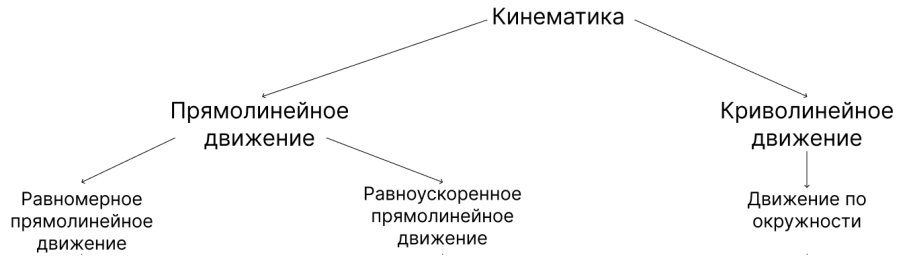 Кинематика
Прямолинейное
движение
Криволинейное
движение
Равномерное
прямолинейное
движение
Равноускоренное
прямолинейное
движение
Движение по
окружности